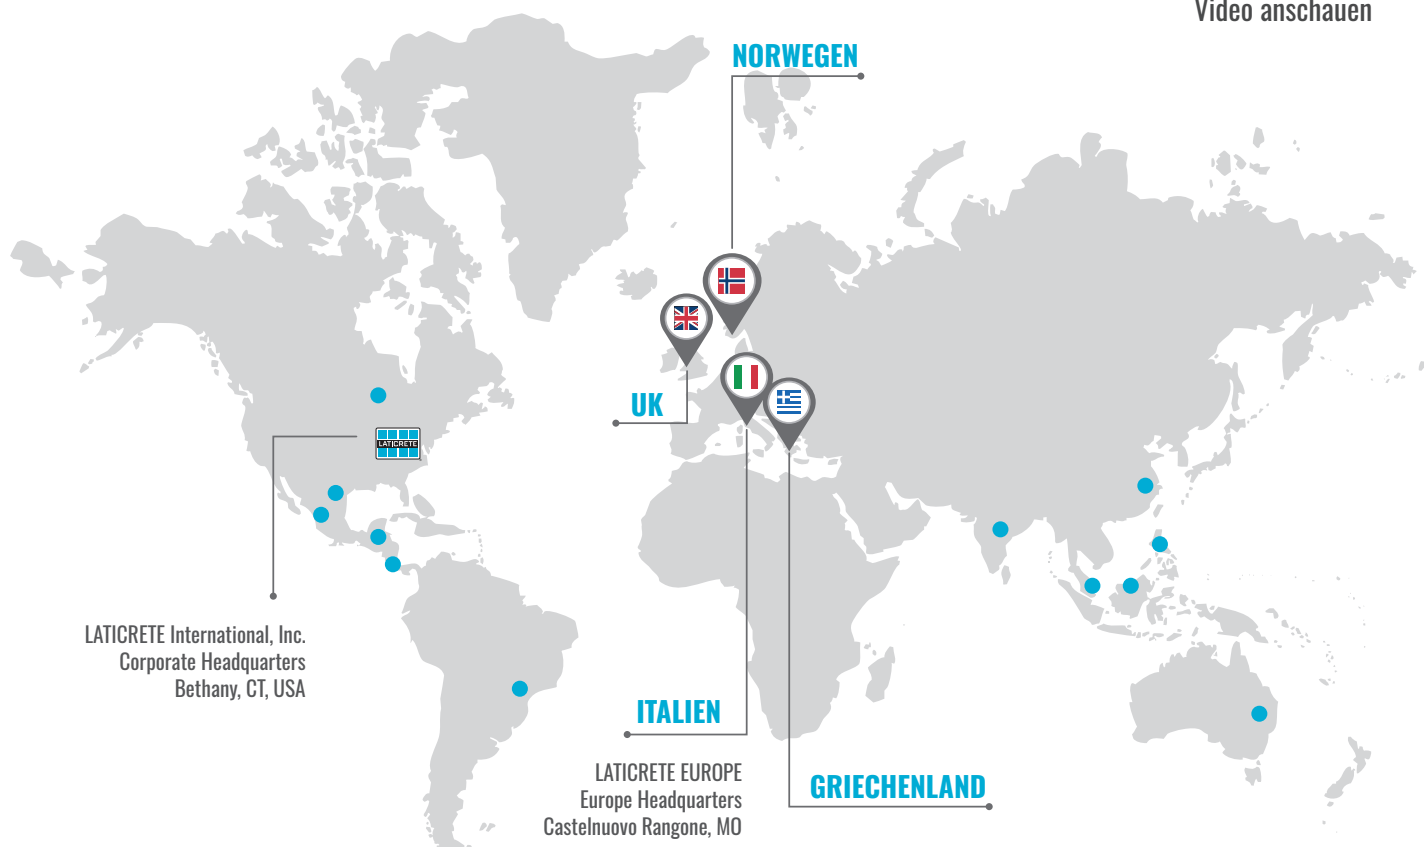 Video anschauen
NORWEGEN
UK
LATICRETE
LATICRETE International, Inc.
Corporate Headquarters
Bethany, CT, USA
ITALIEN
LATICRETE EUROPE
Europe Headquarters
Castelnuovo Rangone, MO
GRIECHENLAND